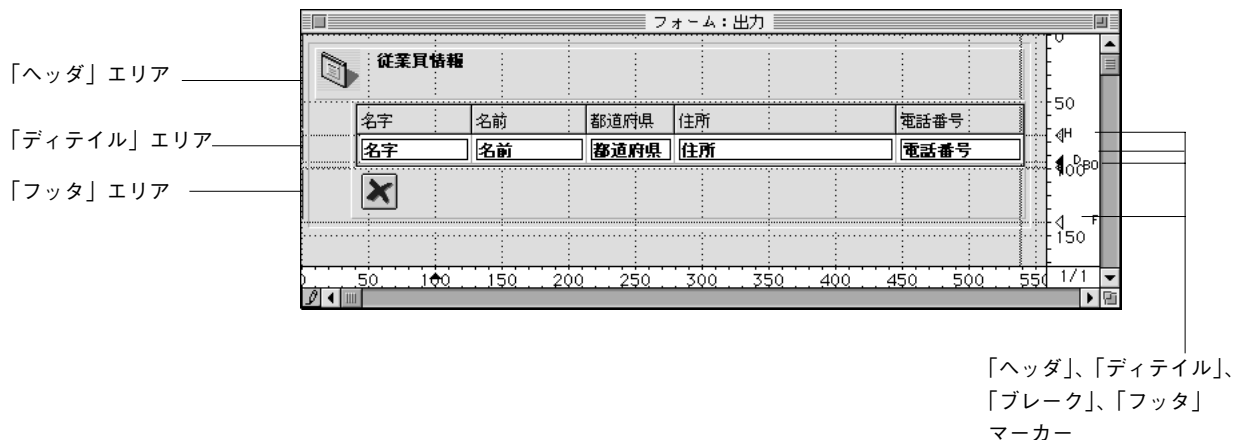 フォーム：出力
「ヘッダ」エリア
従業員情報
0
50
名字 名前 都道府県 住所 電話番号
H
「ディテイル」エリア
名字 名前 都道府県 住所 電話番号
D
BO
100
「フッタ」エリア
F
150
0 50 100 150 200 250 300 350 400 450 500 550 1/1
「ヘッダ」、「ディテイル」、
「ブレーク」、「フッタ」
マーカー